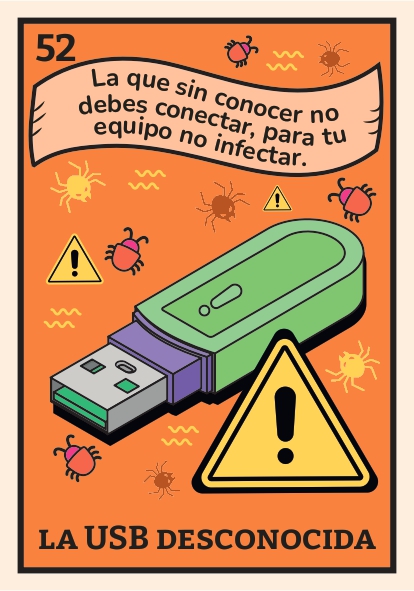 52
La que sin conocer no
debes conectar, para tu
equipo no infectar.
LA USB DESCONOCIDA